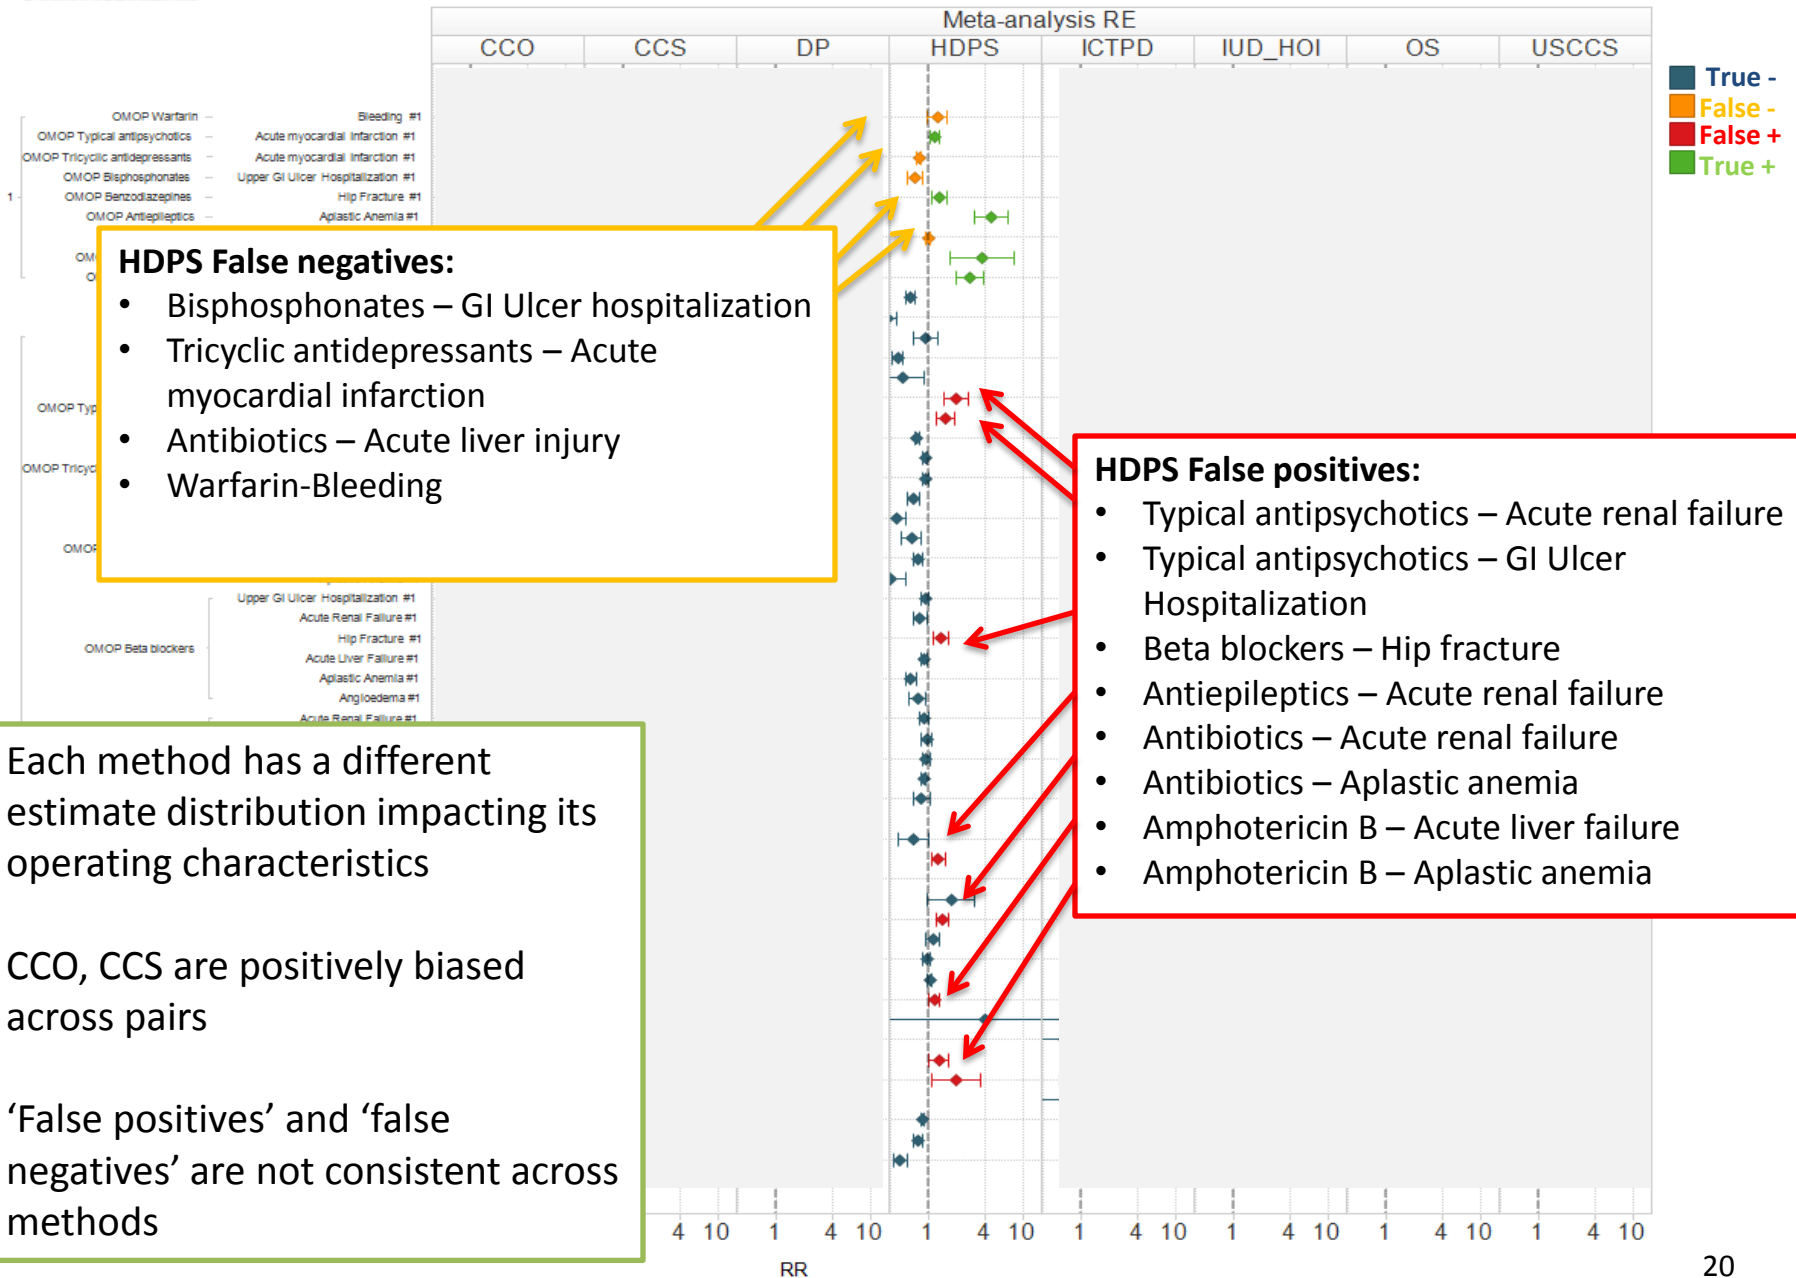 Meta-analysis RE
CCO CCS DP HDPS ICTPD IUD_HOI OS USCCS
True -
False -
False +
True +
OMOP Warfarin Bleeding #1
OMOP Typical antipsychotics Acute myocardial Infarction #1
OMOP Tricyclic antidepressants Acute myocardial Infarction #1
OMOP Bisphosphonates Upper GI Ulcer Hospitalization #1
1 OMOP Benzodiazepines Hip Fracture #1
OMOP Antiepileptics Aplastic Anemia #1
HDPS False negatives:
• Bisphosphonates – GI Ulcer hospitalization
• Tricyclic antidepressants – Acute
myocardial infarction
• Antibiotics – Acute liver injury
• Warfarin-Bleeding
HDPS False positives:
• Typical antipsychotics – Acute renal failure
• Typical antipsychotics – GI Ulcer
Hospitalization
• Beta blockers – Hip fracture
• Antiepileptics – Acute renal failure
• Antibiotics – Acute renal failure
• Antibiotics – Aplastic anemia
• Amphotericin B – Acute liver failure
• Amphotericin B – Aplastic anemia
Upper GI Ulcer Hospitalization #1
Acute Renal Failure #1
Hip Fracture #1
OMOP Beta blockers
Acute Liver Failure #1
Aplastic Anemia #1
Angioedema #1
Acute Renal Failure #1
Each method has a different
estimate distribution impacting its
operating characteristics
CCO, CCS are positively biased
across pairs
‘False positives’ and ‘false
negatives’ are not consistent across
methods
4 10 1 4 10 1 4 10 1 4 10 1 4 10 1 4 10 1 4 10
RR
20